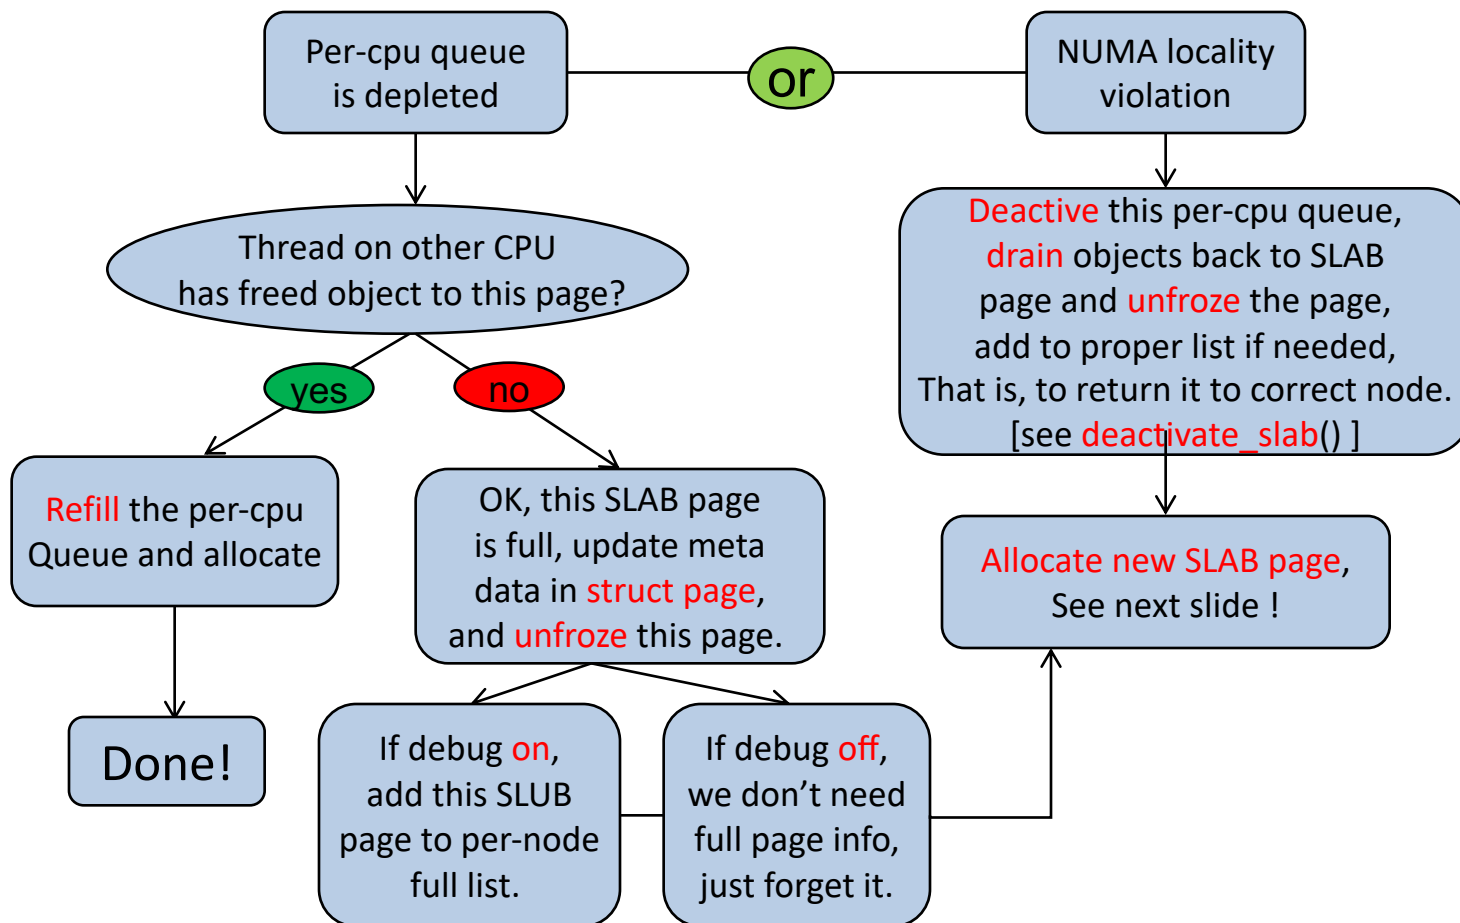 Per-cpu queue
is depleted
or
NUMA locality
violation
Thread on other CPU
has freed object to this page?
Deactive this per-cpu queue,
drain objects back to SLAB
page and unfroze the page,
add to proper list if needed,
That is, to return it to correct node.
[see deactivate_slab() ]
yes
no
Refill the per-cpu
Queue and allocate
OK, this SLAB page
is full, update meta
data in struct page,
and unfroze this page.
Allocate new SLAB page,
See next slide !
Done!
If debug on,
add this SLUB
page to per-node
full list.
If debug off,
we don’t need
full page info,
just forget it.